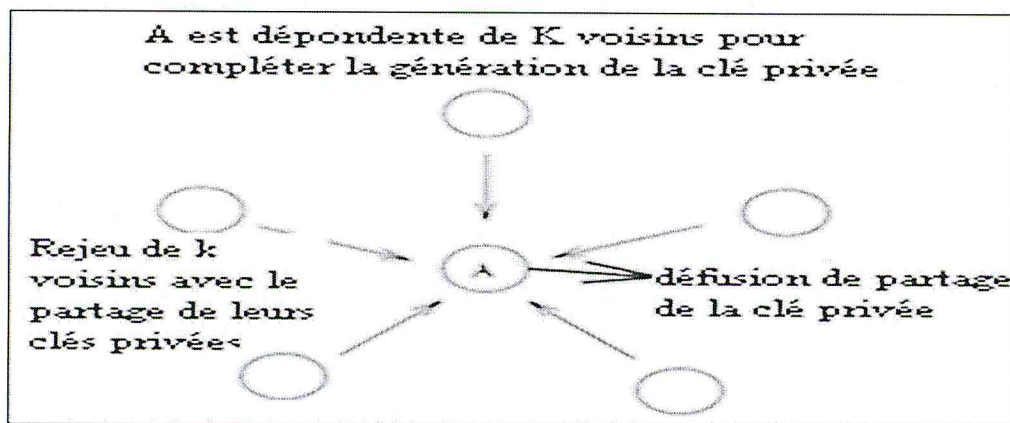 A est dépondente de K voisins pour
compléter la génération de la clé privée
Rejeu de k
voisins avec le
partage de leurs
clés privées
A
défusion de partage
de la clé privée